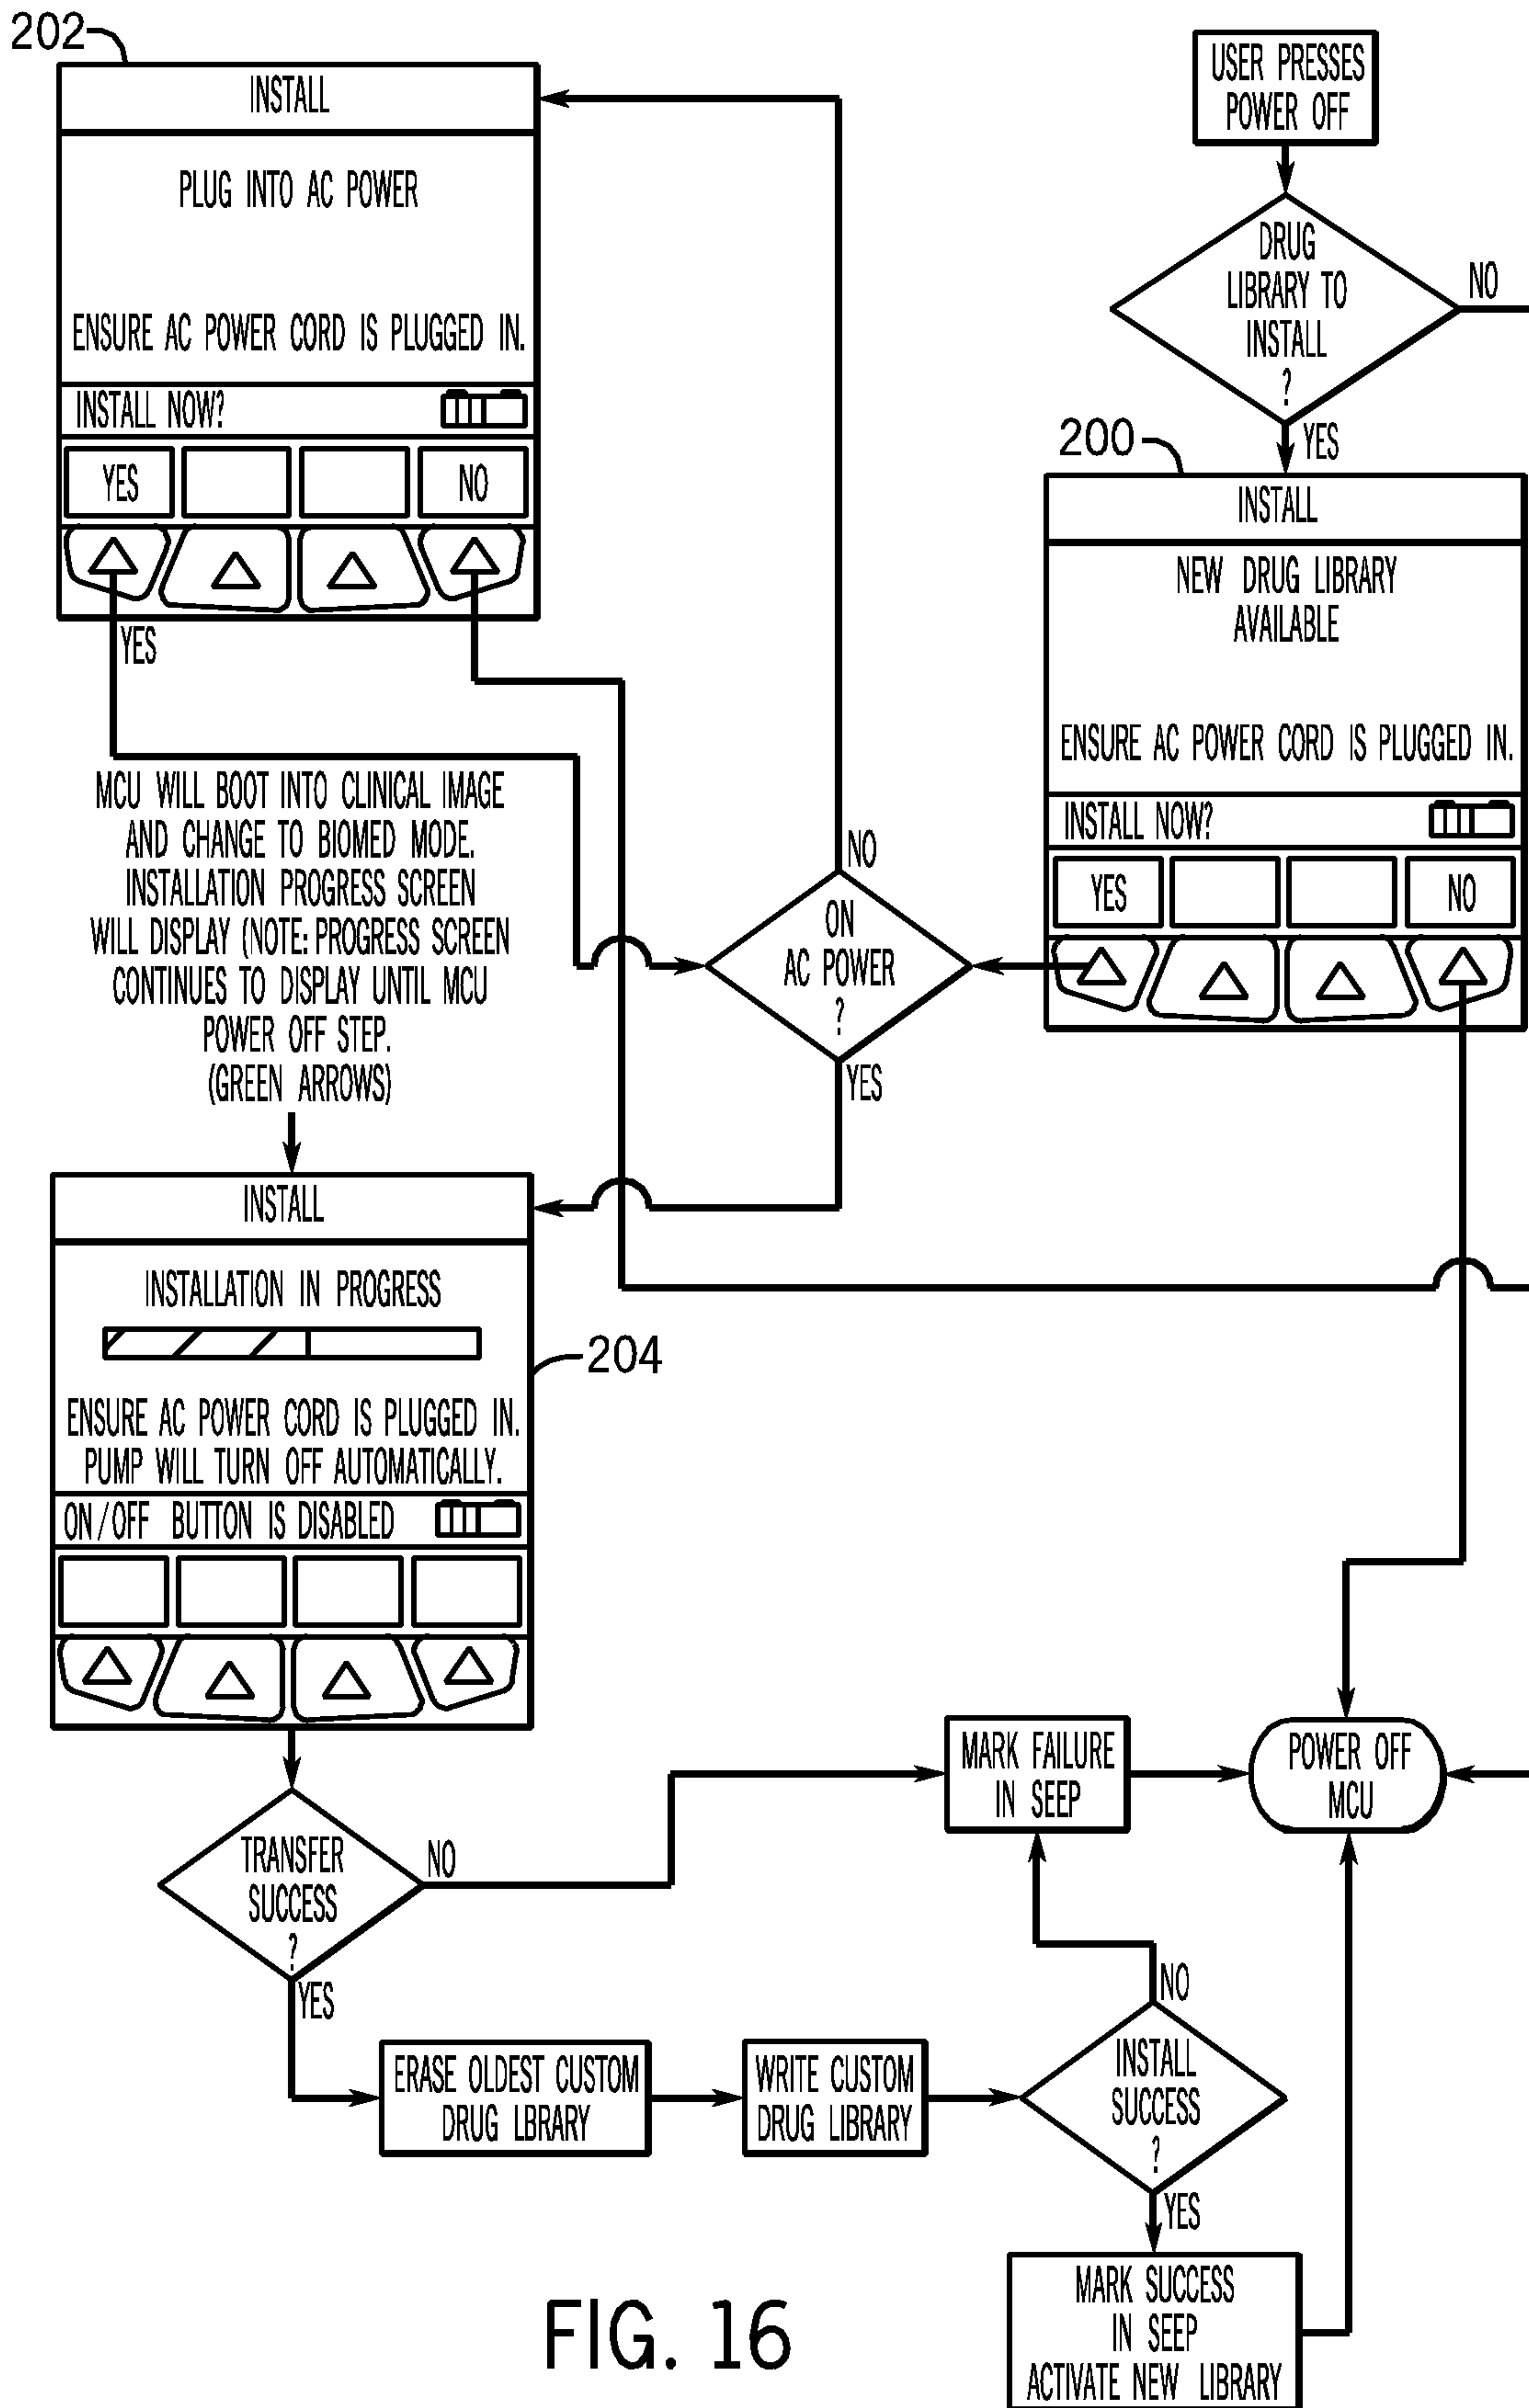 202
INSTALL
PLUG INTO AC POWER
ENSURE AC POWER CORD IS PLUGGED IN.
INSTALL NOW?
YES
NO
YES
USER PRESSES
POWER OFF
DRUG
LIBRARY TO
INSTALL
?
NO
YES
200
INSTALL
NEW DRUG LIBRARY
AVAILABLE
ENSURE AC POWER CORD IS PLUGGED IN.
INSTALL NOW?
YES
NO
NO
ON
AC POWER
?
YES
MCU WILL BOOT INTO CLINICAL IMAGE
AND CHANGE TO BIOMED MODE.
INSTALLATION PROGRESS SCREEN
WILL DISPLAY (NOTE: PROGRESS SCREEN
CONTINUES TO DISPLAY UNTIL MCU
POWER OFF STEP.
(GREEN ARROWS)
INSTALL
INSTALLATION IN PROGRESS
204
ENSURE AC POWER CORD IS PLUGGED IN.
PUMP WILL TURN OFF AUTOMATICALLY.
ON/OFF BUTTON IS DISABLED
TRANSFER
SUCCESS
?
NO
YES
MARK FAILURE
IN SEEP
POWER OFF
MCU
ERASE OLDEST CUSTOM
DRUG LBRARY
WRITE CUSTOM
DRUG LIBRARY
NO
INSTALL
SUCCESS
?
YES
MARK SUCCESS
IN SEEP
ACTIVATE NEW LIBRARY
FIG. 16